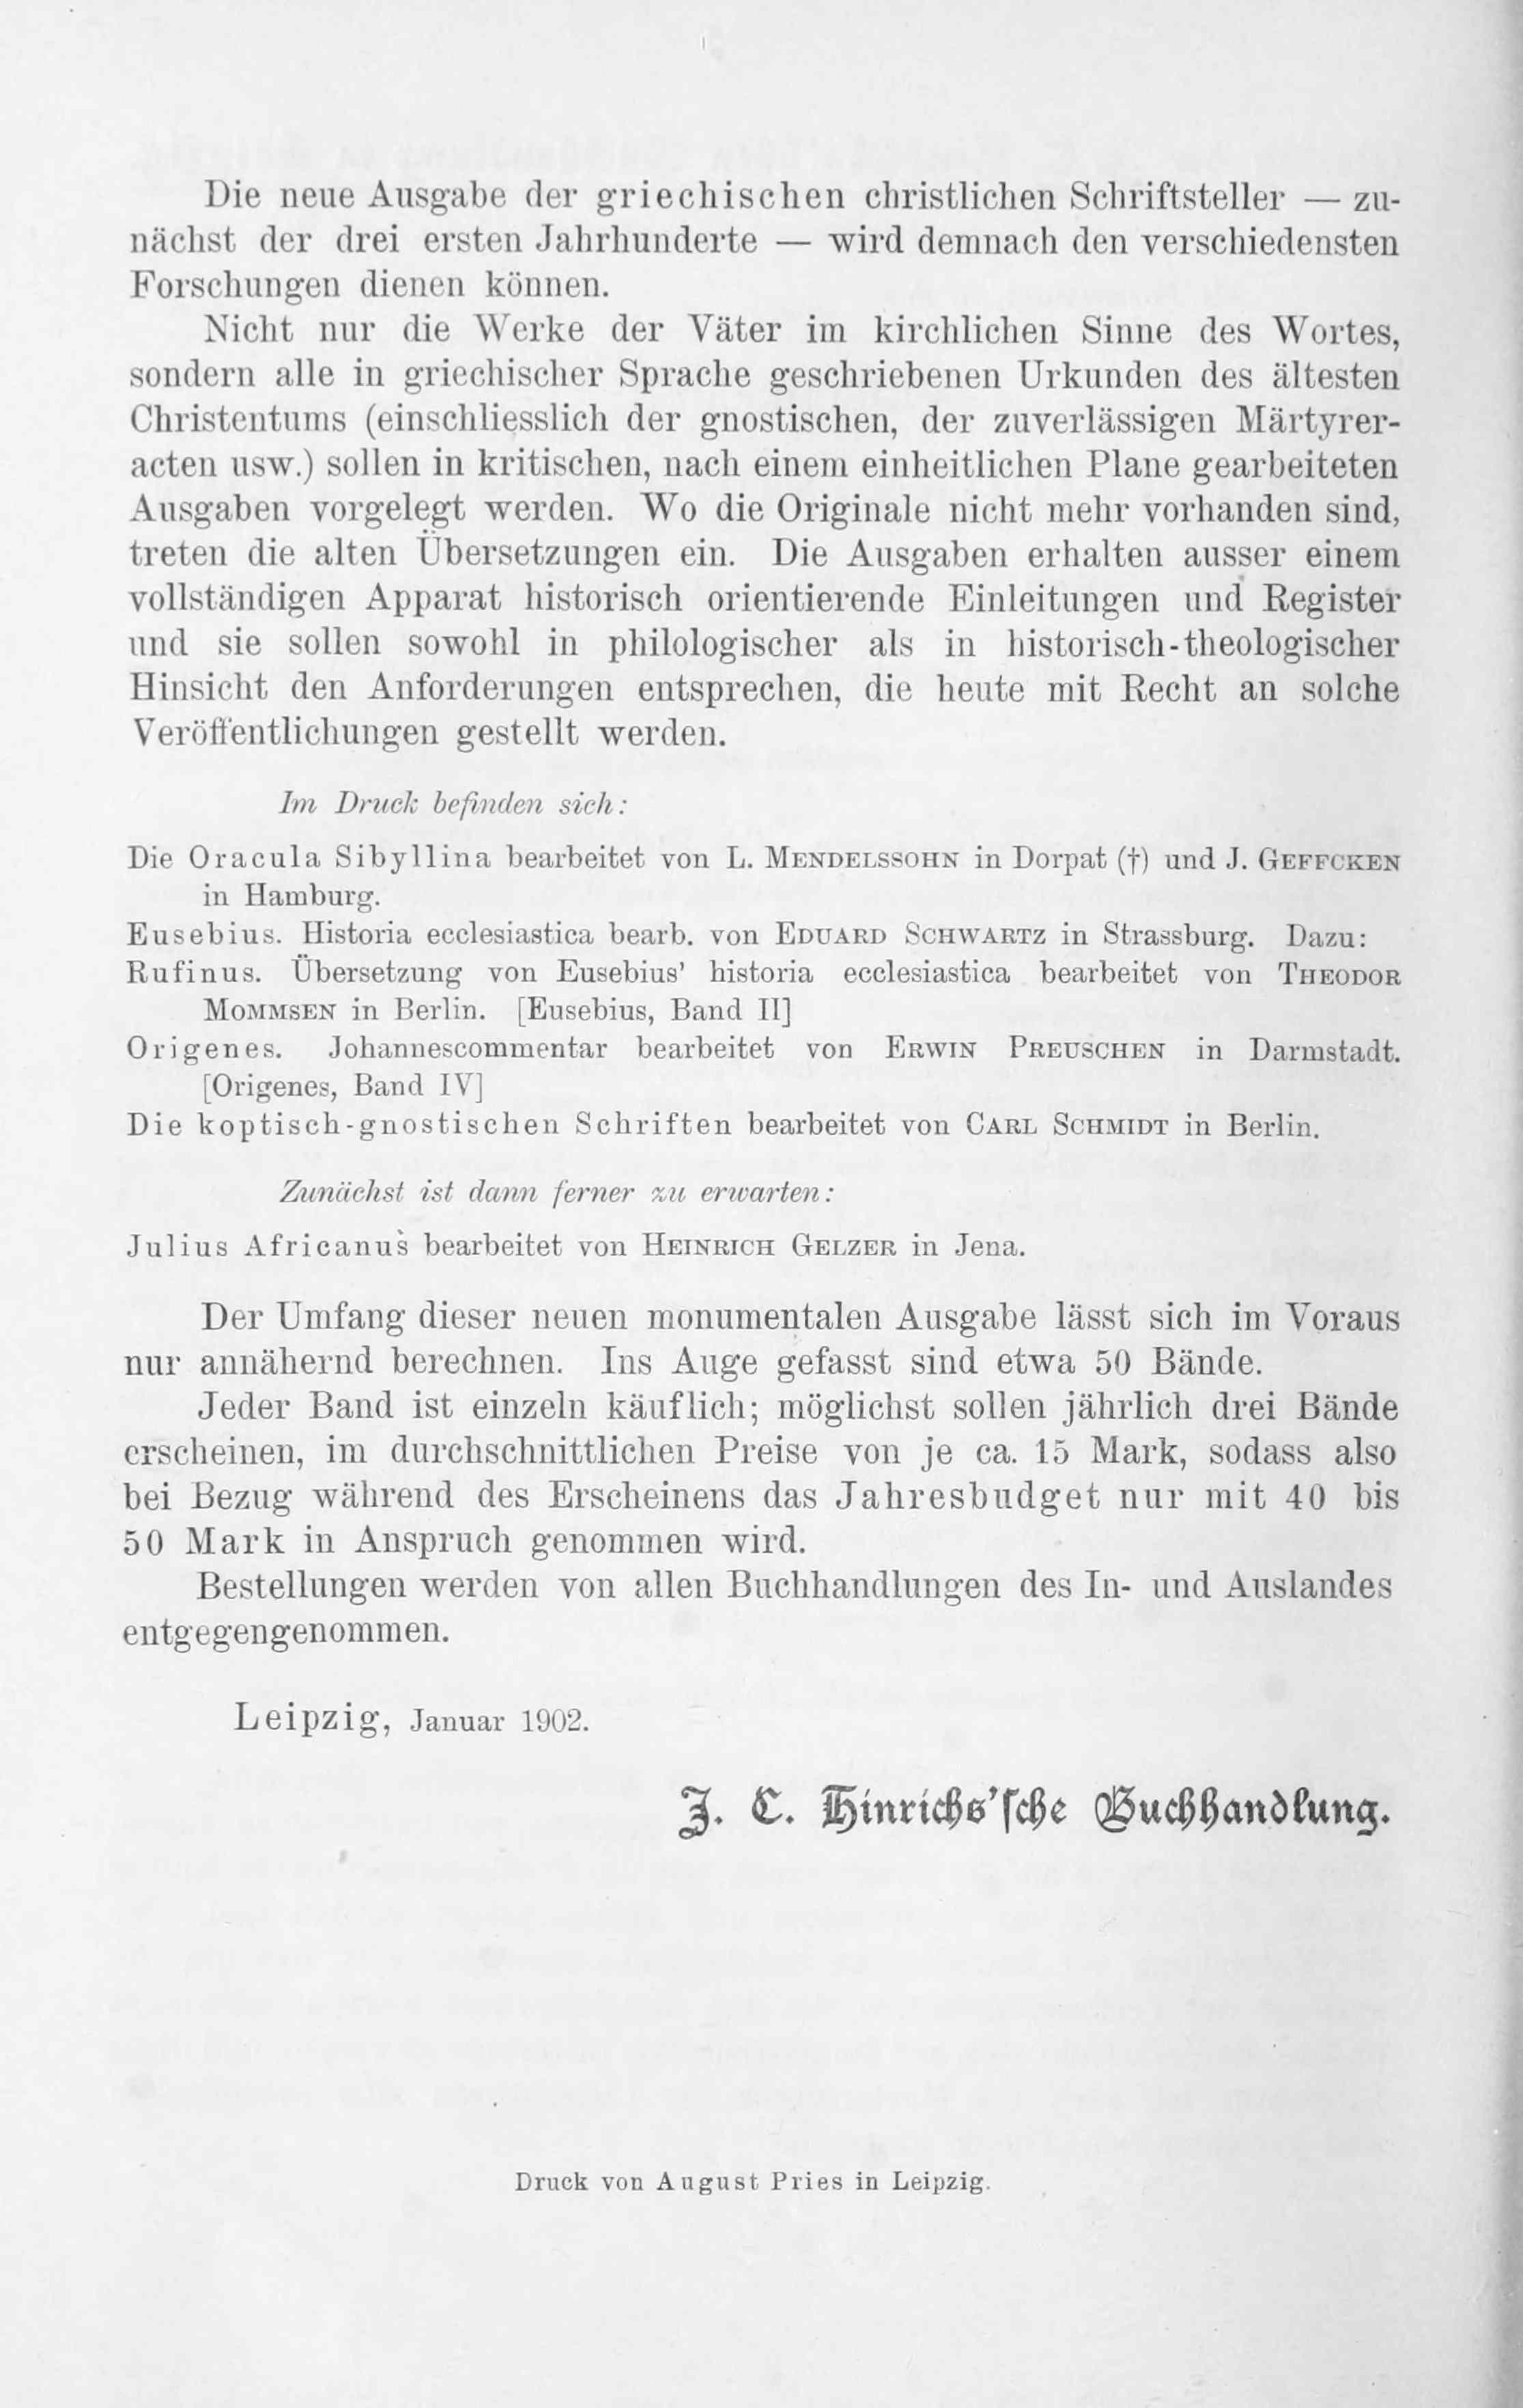 Die neue Ausgabe der griechischen christlichen Schriftsteller — zu-
nächst der drei ersten Jahrhunderte — wird demnach den verschiedensten
Forschungen dienen können.
Nicht nur die Werke der Väter im kirchlichen Sinne des Wortes,
sondern alle in griechischer Sprache geschriebenen Urkunden des ältesten
Christentums (einschliesslich der gnostischen, der zuverlässigen Märtyrer-
acten usw.) sollen in kritischen, nach einem einheitlichen Plane gearbeiteten
Ausgaben vorgelegt werden. Wo die Originale nicht mehr vorhanden sind,
treten die alten Übersetzungen ein. Die Ausgaben erhalten ausser einem
vollständigen Apparat historisch orientierende Einleitungen und Register
und sie sollen sowohl in philologischer als in historisch-theologischer
Hinsicht den Anforderungen entsprechen, die heute mit Recht an solche
Veröffentlichungen gestellt werden.
Im Druck befinden sich:
Die Oracula Sibyllina bearbeitet von L. MENDELSSOHN in Dorpat (†) und J. GEFFCKEN
in Hamburg.
Eusebius. Historia ecclesiastica bearb. von EDUARD SCHWARTZ in Strassburg. Dazu:
Rufinus. Übersetzung von Eusebius' historia ecclesiastica bearbeitet von THEODOR
MOMMSEN in Berlin. [Eusebius, Band II]
Origenes. Johannescommentar bearbeitet von ERWIN PREUSCHEN in Darmstadt.
[Origenes, Band IV]
Die koptisch-gnostischen Schriften bearbeitet von CARL SCHMIDT in Berlin.
Zunächst ist dann ferner zu erwarten:
Julius Africanus bearbeitet von HEINRICH GELZER in Jena.
Der Umfang dieser neuen monumentalen Ausgabe lässt sich im Voraus
nur annähernd berechnen. Ins Auge gefasst sind etwa 50 Bände.
Jeder Band ist einzeln käuflich; möglichst sollen jährlich drei Bände
erscheinen, im durchschnittlichen Preise von je ca. 15 Mark, sodass also
bei Bezug während des Erscheinens das Jahresbudget nur mit 40 bis
50 Mark in Anspruch genommen wird.
Bestellungen werden von allen Buchhandlungen des In- und Auslandes
entgegengenommen.
Leipzig, Januar 1902.
J. C. Hinrichs'sche Buchhandlung.
Druck von August Pries in Leipzig.